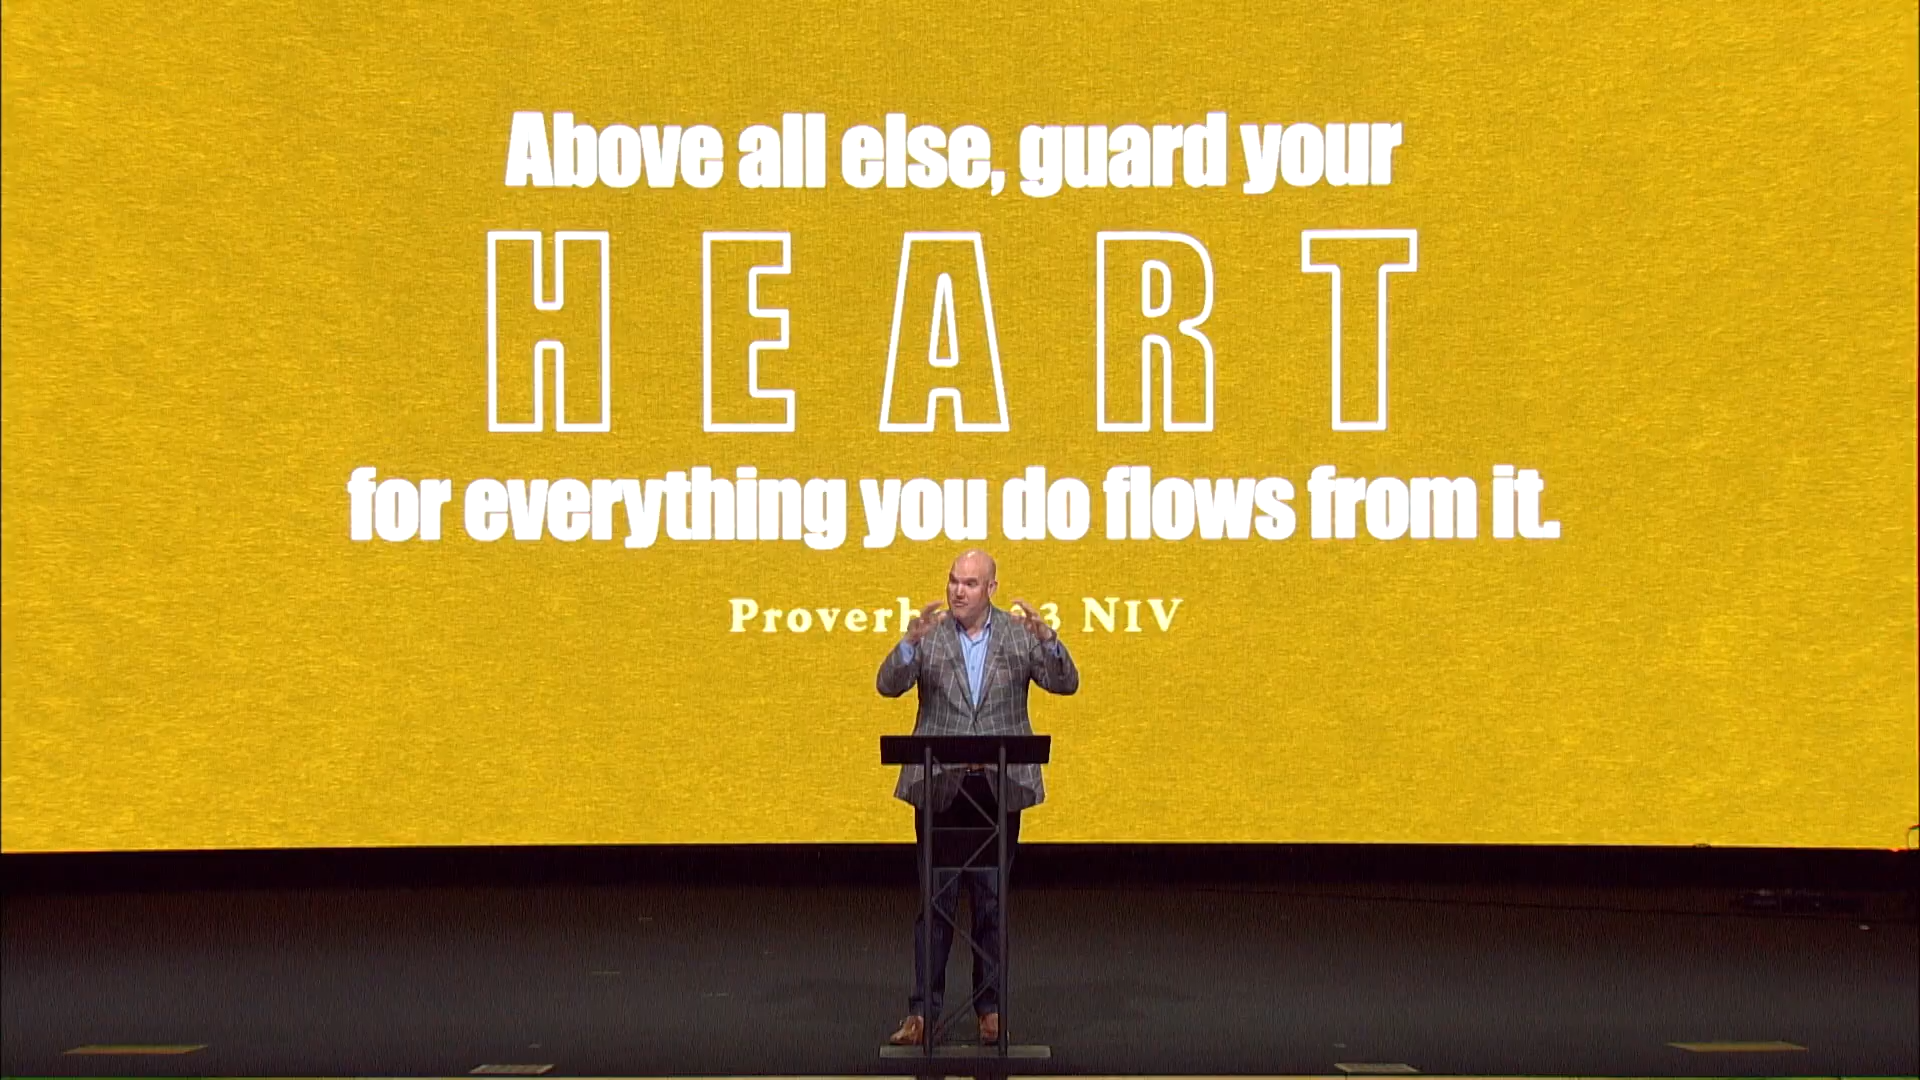 Above all else, guard your
HEART
for everything you do flows from it.
NIV